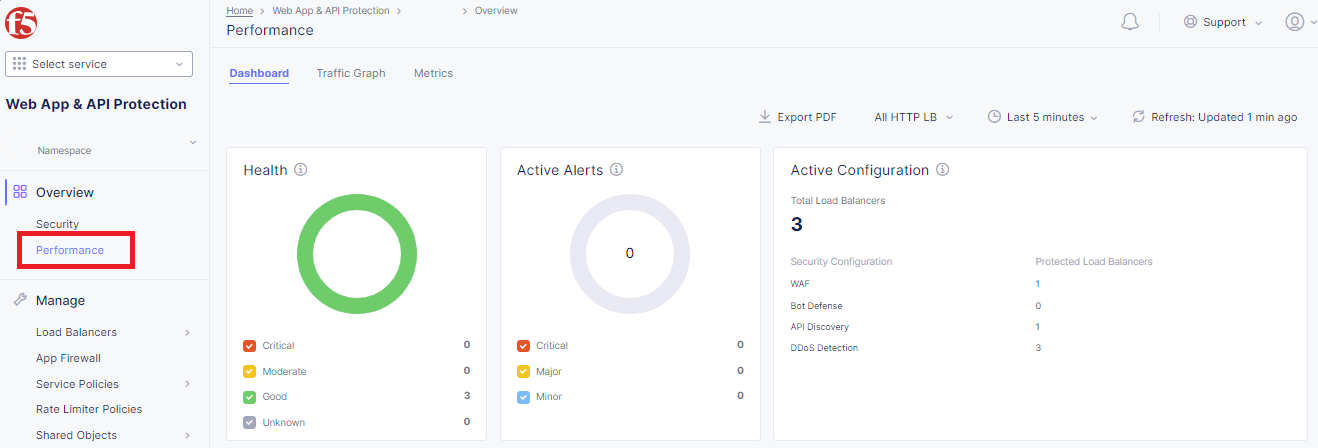 f5
Select service
Web App & API Protection
Namespace
Overview
Security
Performance
Manage
Load Balancers
App Firewall
Service Policies
Rate Limiter Policies
Shared Objects
Home > Web App & API Protection > > Overview
Performance
Support
Dashboard Traffic Graph Metrics
Export PDF All HTTP LB Last 5 minutes Refresh: Updated 1 min ago
Health
Critical 0
Moderate 0
Good 3
Unknown 0
Active Alerts
0
Critical 0
Major 0
Minor 0
Active Configuration
Total Load Balancers
3
Security Configuration Protected Load Balancers
WAF 1
Bot Defense 0
API Discovery 1
DDoS Detection 3